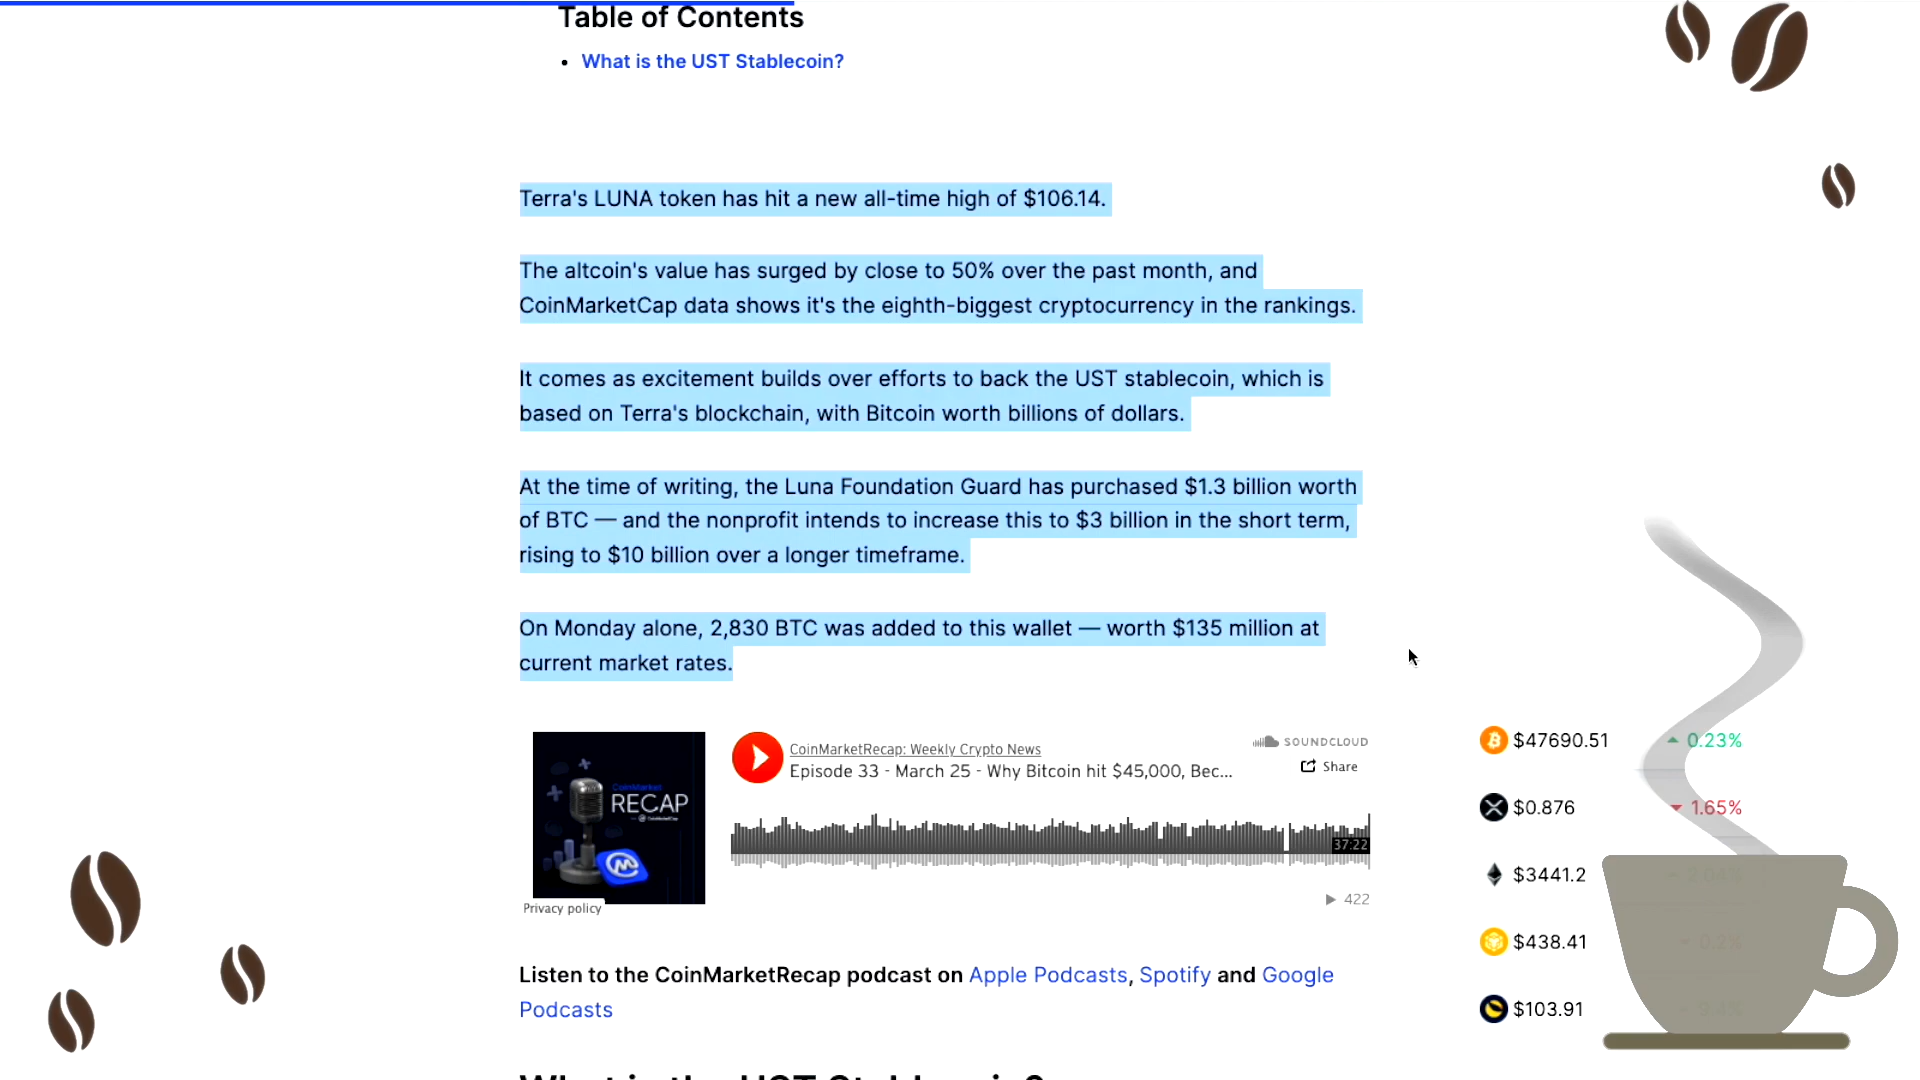 Table of Contents
• What is the UST Stablecoin?
Terra's LUNA token has hit a new all-time high of $106.14.
The altcoin's value has surged by close to 50% over the past month, and
CoinMarketCap data shows it's the eighth-biggest cryptocurrency in the rankings.
It comes as excitement builds over efforts to back the UST stablecoin, which is
based on Terra's blockchain, with Bitcoin worth billions of dollars.
At the time of writing, the Luna Foundation Guard has purchased $1.3 billion worth
of BTC — and the nonprofit intends to increase this to $3 billion in the short term,
rising to $10 billion over a longer timeframe.
On Monday alone, 2,830 BTC was added to this wallet — worth $135 million at
current market rates.
CoinMarket
RECAP
CoinMarketCap
Privacy policy
CoinMarketRecap: Weekly Crypto News
Episode 33 - March 25 - Why Bitcoin hit $45,000, Bec...
SOUNDCLOUD
Share
37:22
422
$47690.51 0.23%
$0.876 1.65%
$3441.2
$438.41
$103.91
Listen to the CoinMarketRecap podcast on Apple Podcasts, Spotify and Google
Podcasts
What is the UST Stablecoin?